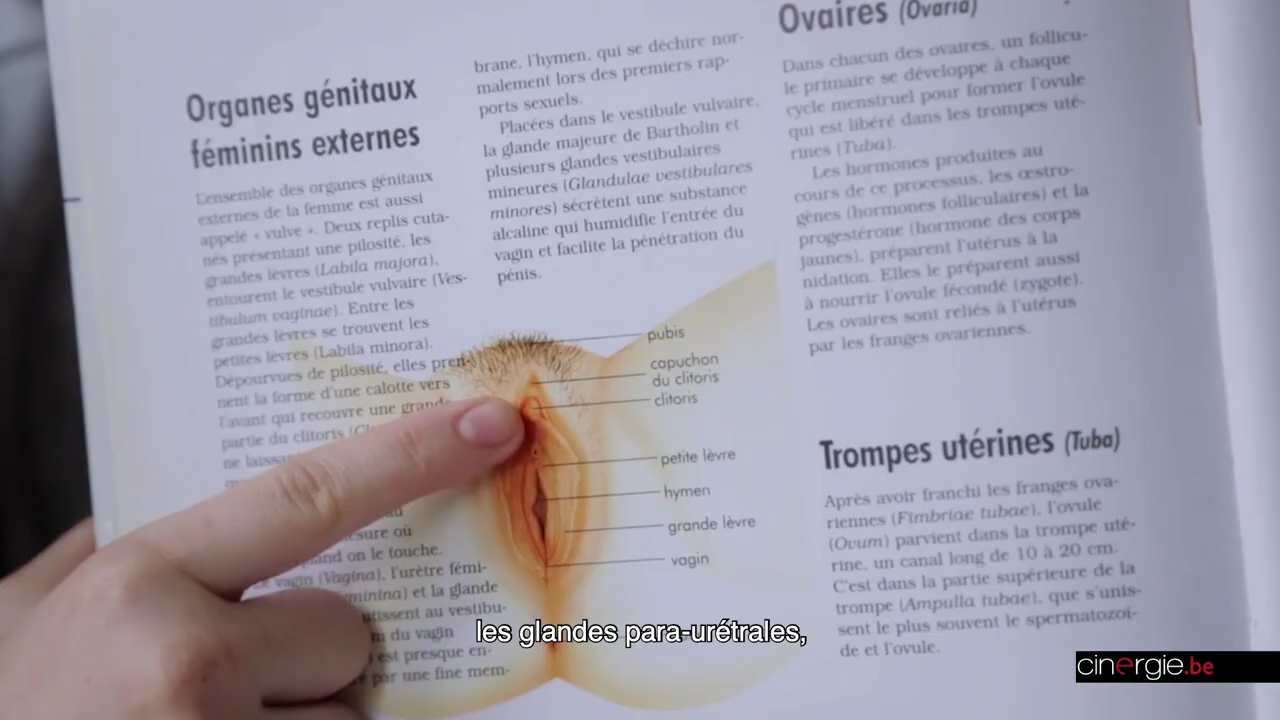 Organes génitaux
féminins externes
L'ensemble des organes génitaux
externes de la femme est aussi
appelé « vulve ». Deux replis cuta-
nés présentant une pilosité, les
grandes lèvres (Labila majora),
entourent le vestibule vulvaire (Ves-
tibulum vaginae). Entre les
grandes lèvres se trouvent les
petites lèvres (Labila minora).
Dépourvues de pilosité, elles pren-
nent la forme d'une calotte vers
l'avant qui recouvre une grande
partie du clitoris
ne
où
on le touche.
vagin (Vagina), l'urètre fémi-
et la glande
au vestibu-
du vagin
est presque en-
par une fine mem-
brane, l'hymen, qui se déchire nor-
malement lors des premiers rap-
ports sexuels.
Placées dans le vestibule vulvaire,
la glande majeure de Bartholin et
plusieurs glandes vestibulaires
mineures (Glandulae vestibulares
minores) sécrètent une substance
alcaline qui humidifie l'entrée du
vagin et facilite la pénétration du
pénis.
pubis
capuchon
du clitoris
clitoris
petite lèvre
hymen
grande lèvre
vagin
Ovaires (Ovaria)
Dans chacun des ovaires, un follicu-
le primaire se développe à chaque
cycle menstruel pour former l'ovule
qui est libéré dans les trompes uté-
rines (Tuba).
Les hormones produites au
cours de ce processus, les œstro-
gènes (hormones folliculaires) et la
progestérone (hormone des corps
jaunes), préparent l'utérus à la
nidation. Elles le préparent aussi
à nourrir l'ovule fécondé (zygote).
Les ovaires sont reliés à l'utérus
par les franges ovariennes.
Trompes utérines (Tuba)
Après avoir franchi les franges ova-
riennes (Fimbriae tubae), l'ovule
(Ovum) parvient dans la trompe uté-
rine, un canal long de 10 à 20 cm.
C'est dans la partie supérieure de la
trompe (Ampulla tubae), que s'unis-
sent le plus souvent le spermatozoï-
de et l'ovule.
les glandes para-urétrales,
cinergie.be